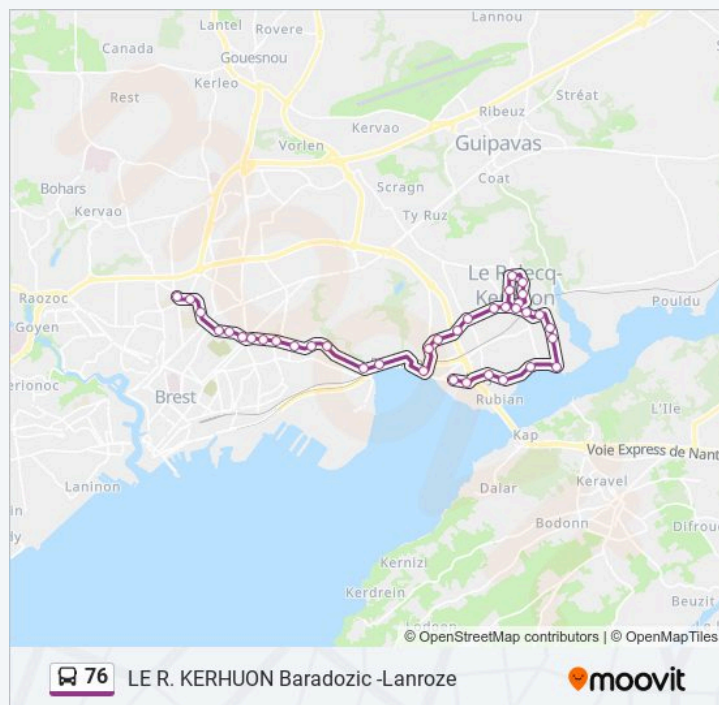 Lannou
Lantel
Rovere
Canada
Gouesnou
Kerleo
Stréat
Rest
Ribeuz
Kervao
Vorlen
Guipavas
Bohars
Scragn
Coat
Kervao
Ty Ruz
Le Relecq-
Kerhuon
Raozoc
Pouldu
Goyen
Brest
Rubian
L'Ile
Kap
Voie Express de Nant
Laninon
Dalar
Keravel
Bodonn
Difrou
Kernizi
Kerdrein
Beuzit
© OpenStreetMap contributors | © OpenMapTiles
76 LE R. KERHUON Baradozic -Lanroze
moovit